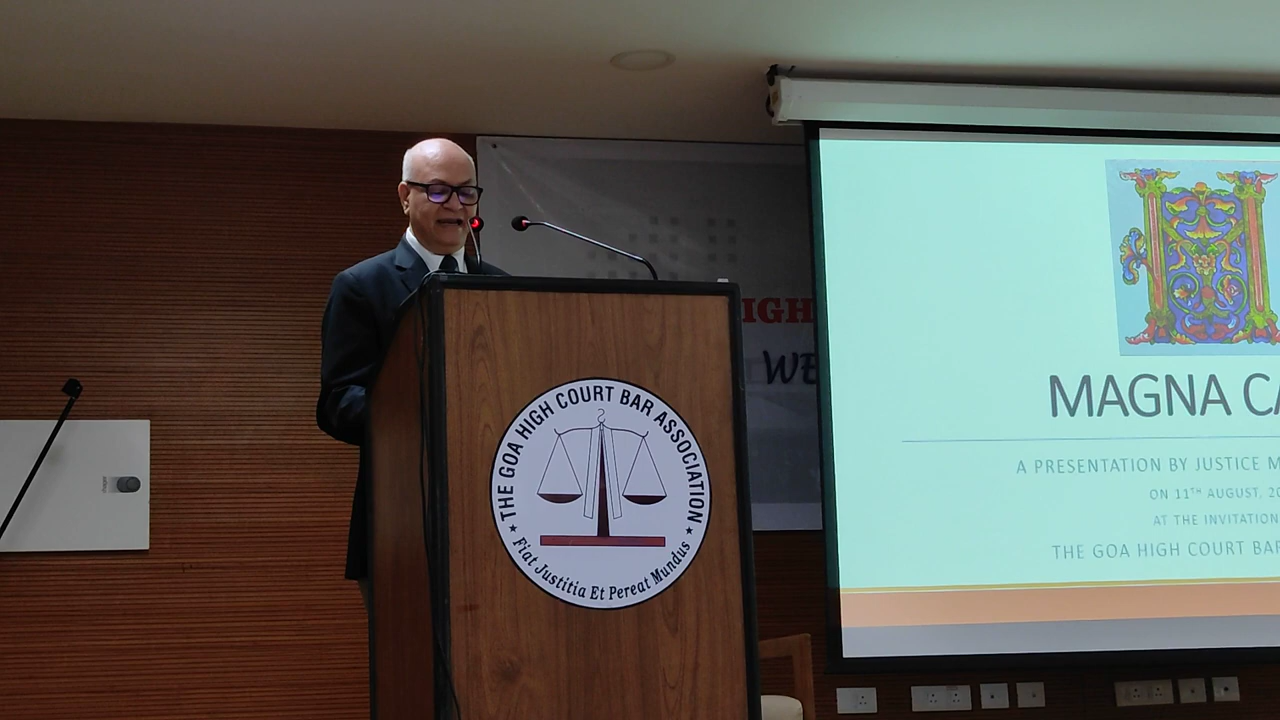 THE GOA HIGH COURT BAR ASSOCIATION
★ Fiat Justitia Et Pereat Mundus ★
IGH
WE
MAGNA CA
A PRESENTATION BY JUSTICE M
ON 11TH AUGUST, 20
AT THE INVITATION
THE GOA HIGH COURT BAR